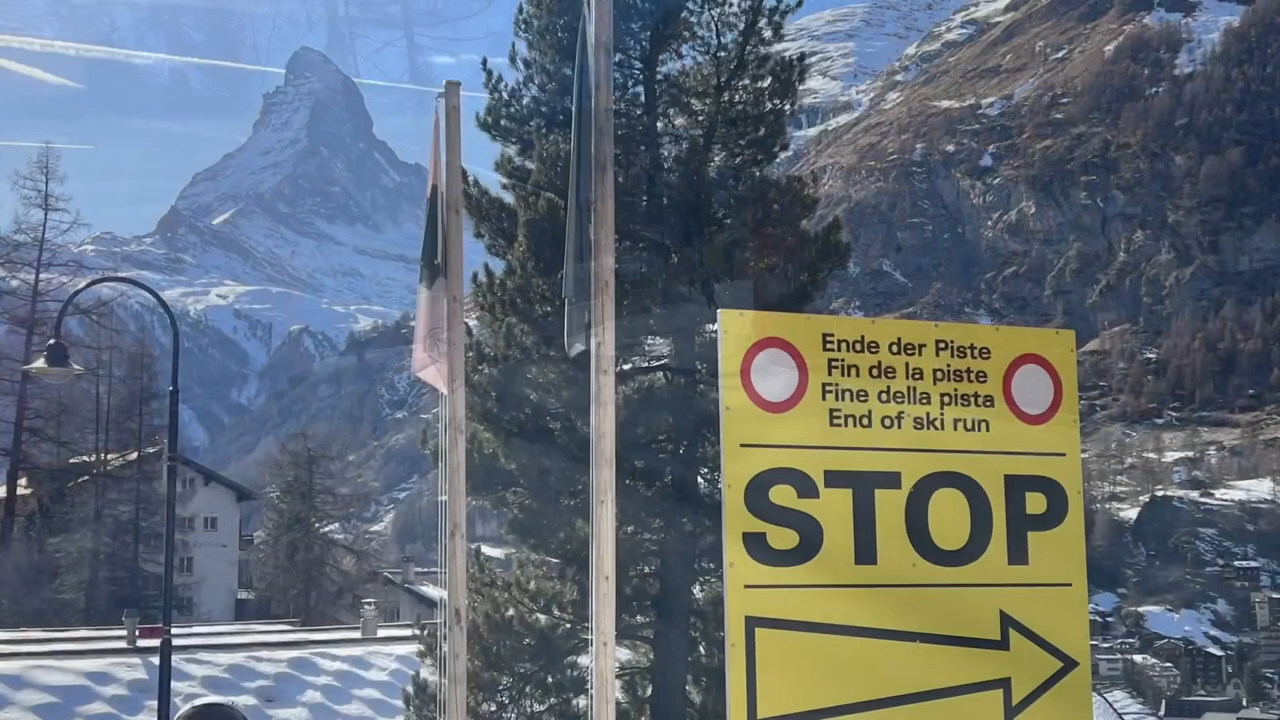 Ende der Piste
Fin de la piste
Fine della pista
End of ski run
STOP